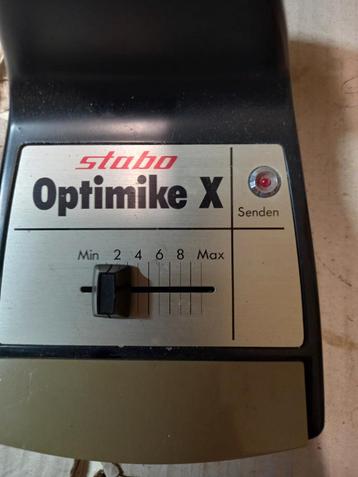 stabo
Optimike X
Senden
Min 2 4 6 8 Max